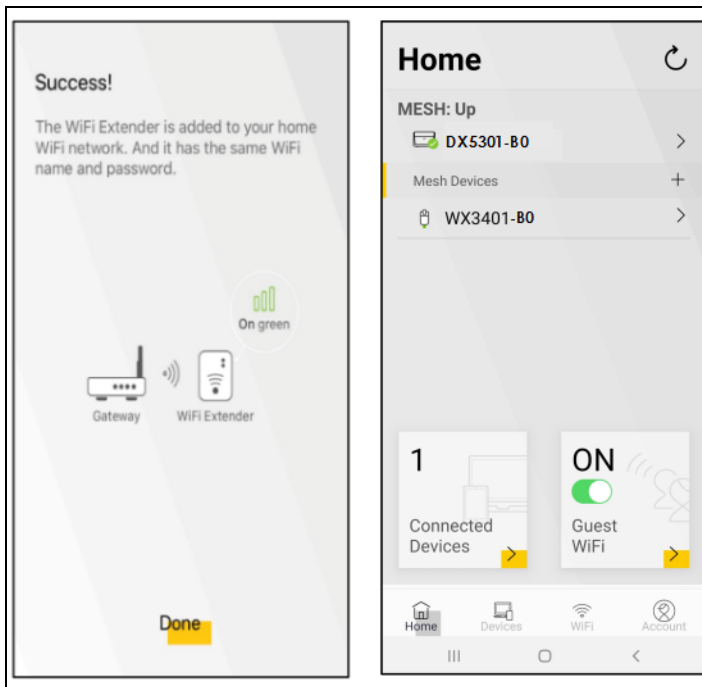 Success!
The WiFi Extender is added to your home
WiFi network. And it has the same WiFi
name and password.
On green
Gateway
WiFi Extender
Done
Home
MESH: Up
DX5301-B0
Mesh Devices
WX3401-B0
1
Connected
Devices
ON
Guest
WiFi
Home
Devices
WiFi
Account